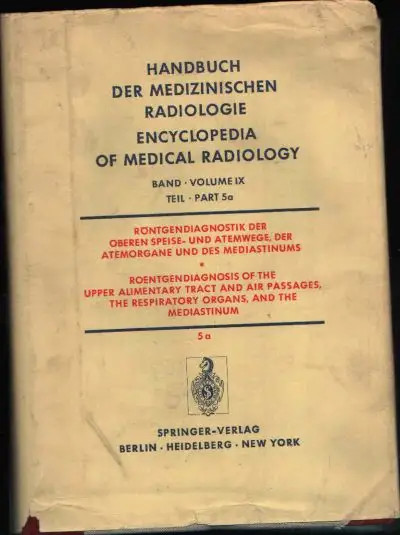 HANDBUCH
DER MEDIZINISCHEN
RADIOLOGIE
ENCYCLOPEDIA
OF MEDICAL RADIOLOGY
BAND · VOLUME IX
TEIL · PART 5a
RÖNTGENDIAGNOSTIK DER
OBEREN SPEISE- UND ATEMWEGE, DER
ATEMORGANE UND DES MEDIASTINUMS
*
ROENTGENDIAGNOSIS OF THE
UPPER ALIMENTARY TRACT AND AIR PASSAGES,
THE RESPIRATORY ORGANS, AND THE
MEDIASTINUM
5a
SPRINGER-VERLAG
BERLIN · HEIDELBERG · NEW YORK